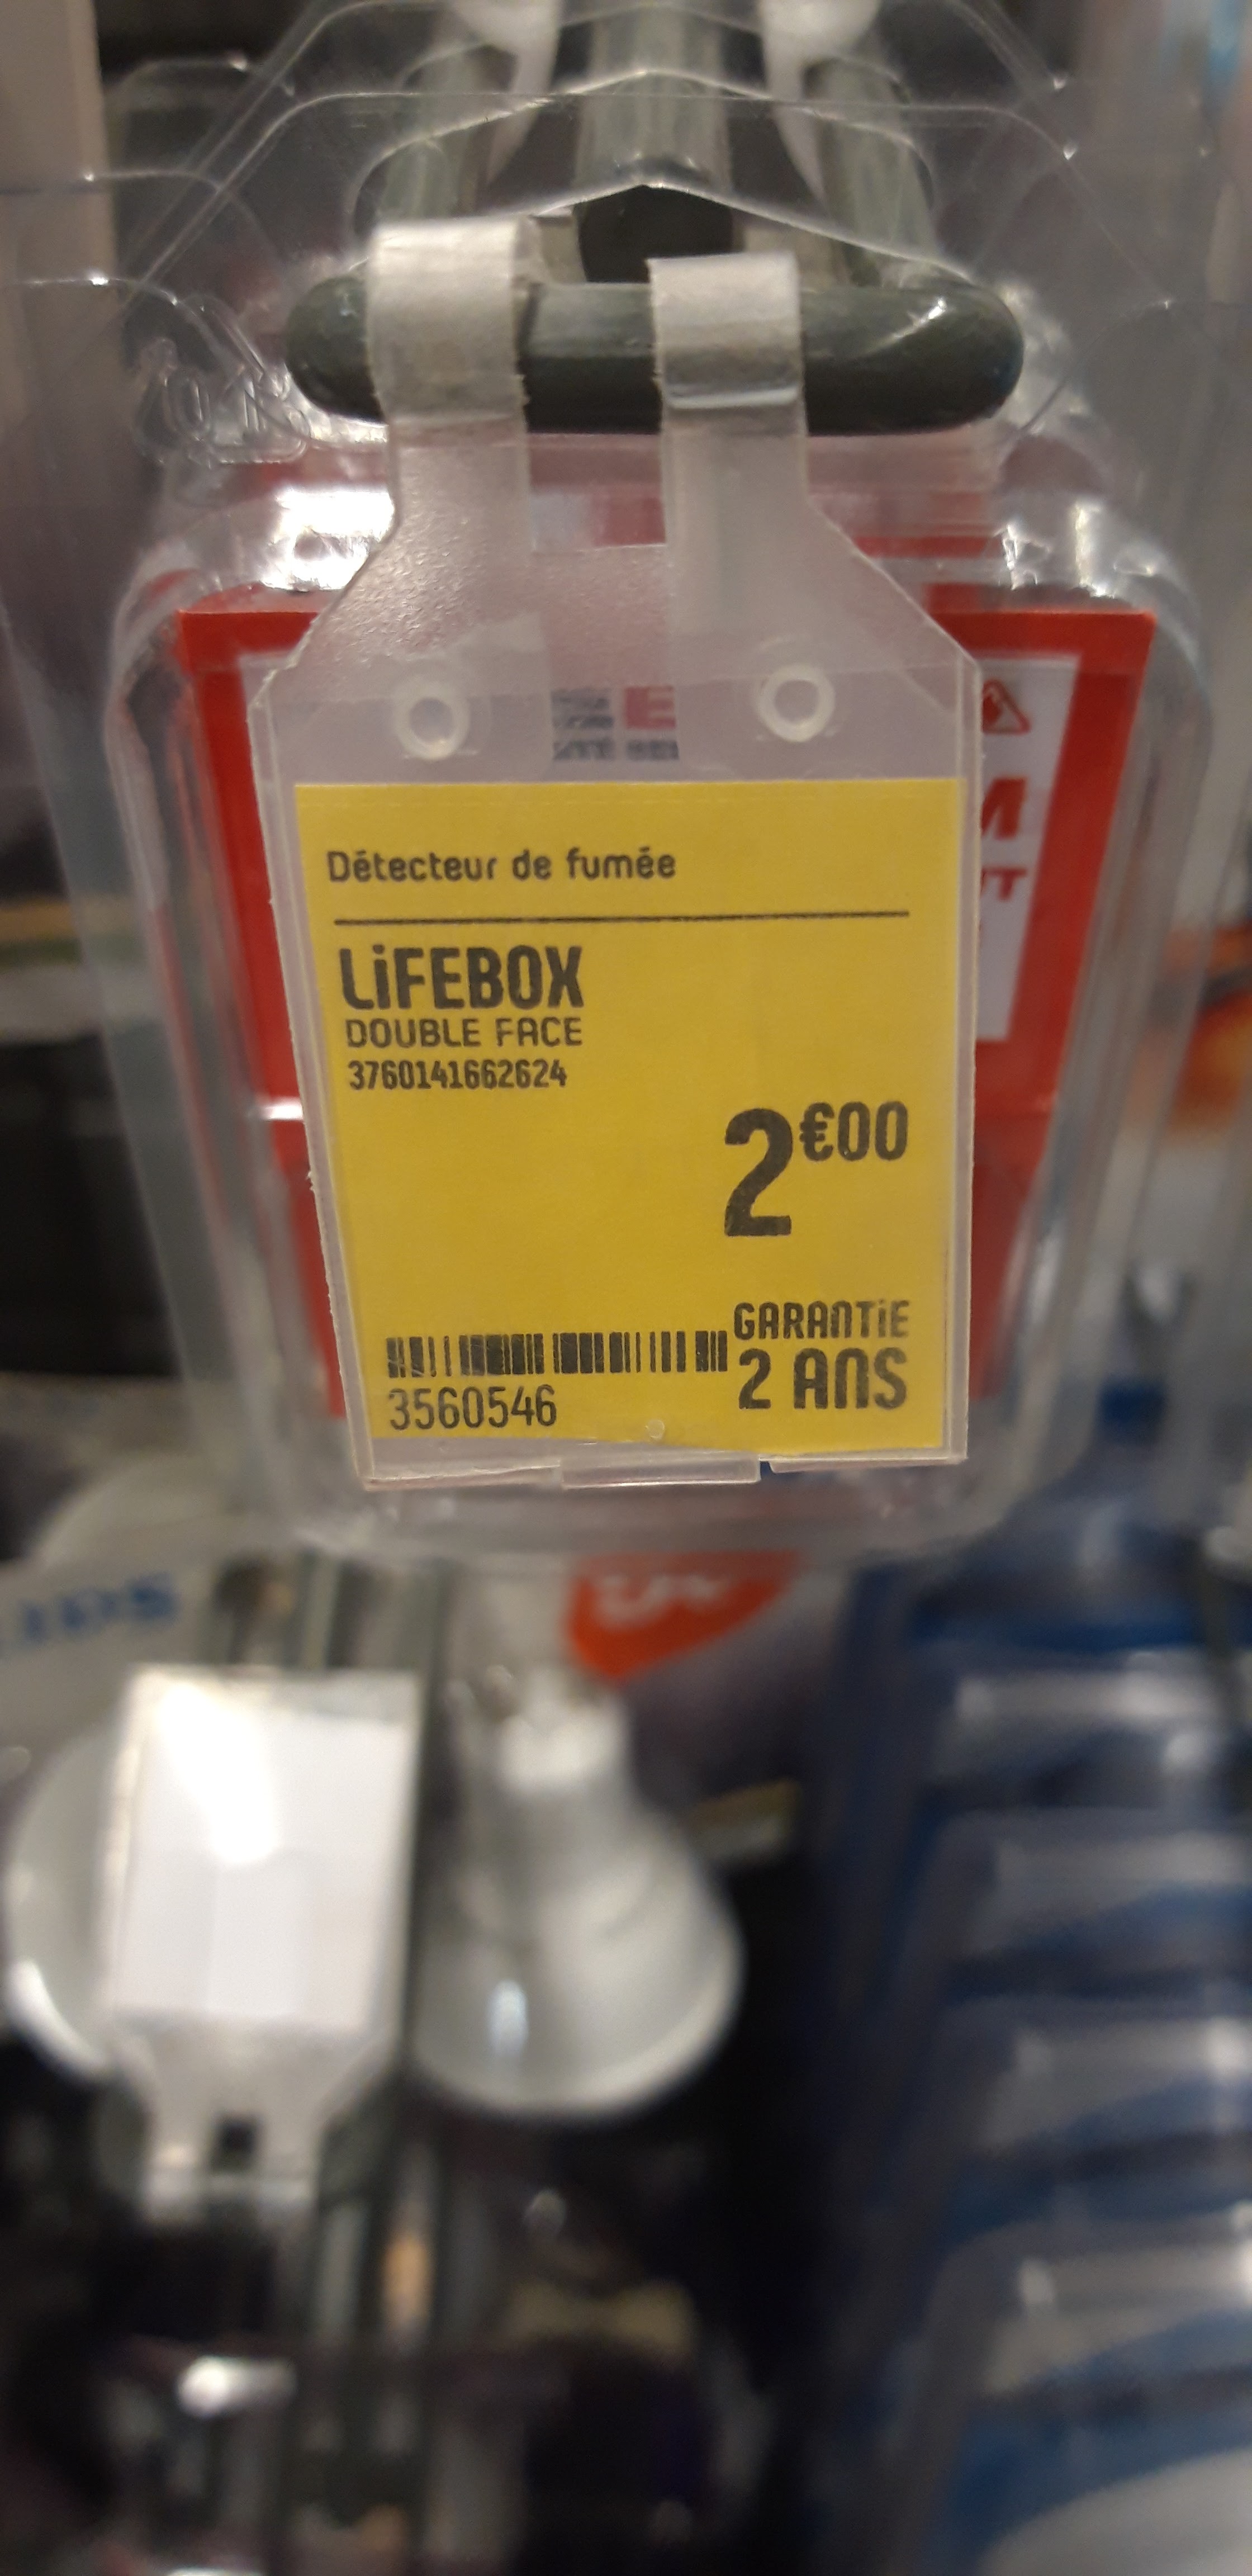 Détecteur de fumée
LiFEBOX
DOUBLE FACE
3760141662624
2€00
GARANTiE
2 ANS
3560546